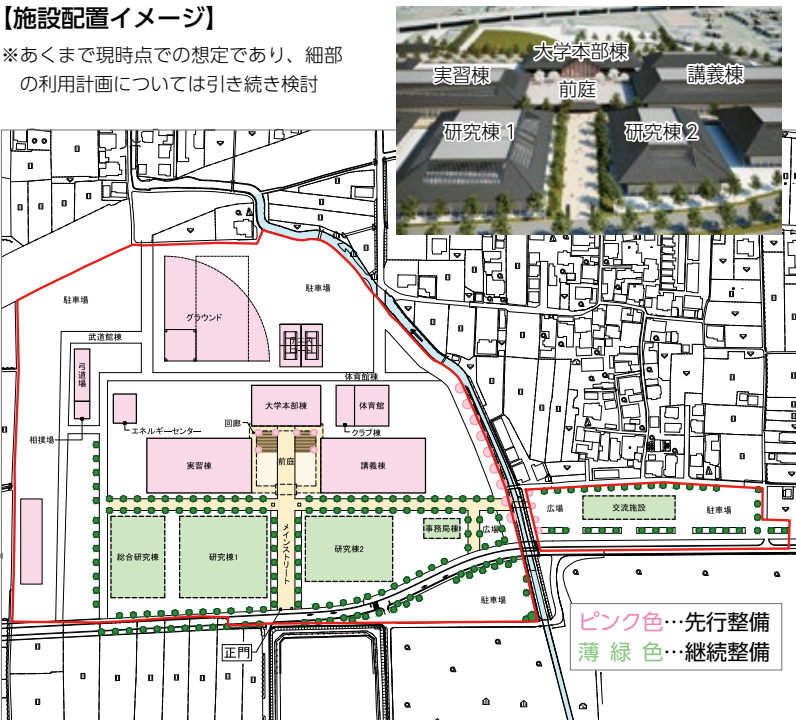 【施設配置イメージ】
※あくまで現時点での想定であり、細部
の利用計画については引き続き検討
大学本部棟
実習棟
前庭
講義棟
研究棟1
研究棟2
駐車場
駐車場
グラウンド
武道館棟
弓道場
体育館棟
大学本部棟
体育館
エネルギーセンター
回廊
クラブ棟
相撲場
実習棟
前庭
講義棟
メインストリート
総合研究棟
研究棟1
研究棟2
事務局棟
広場
広場
交流施設
駐車場
駐車場
正門
ピンク色…先行整備
薄緑色…継続整備